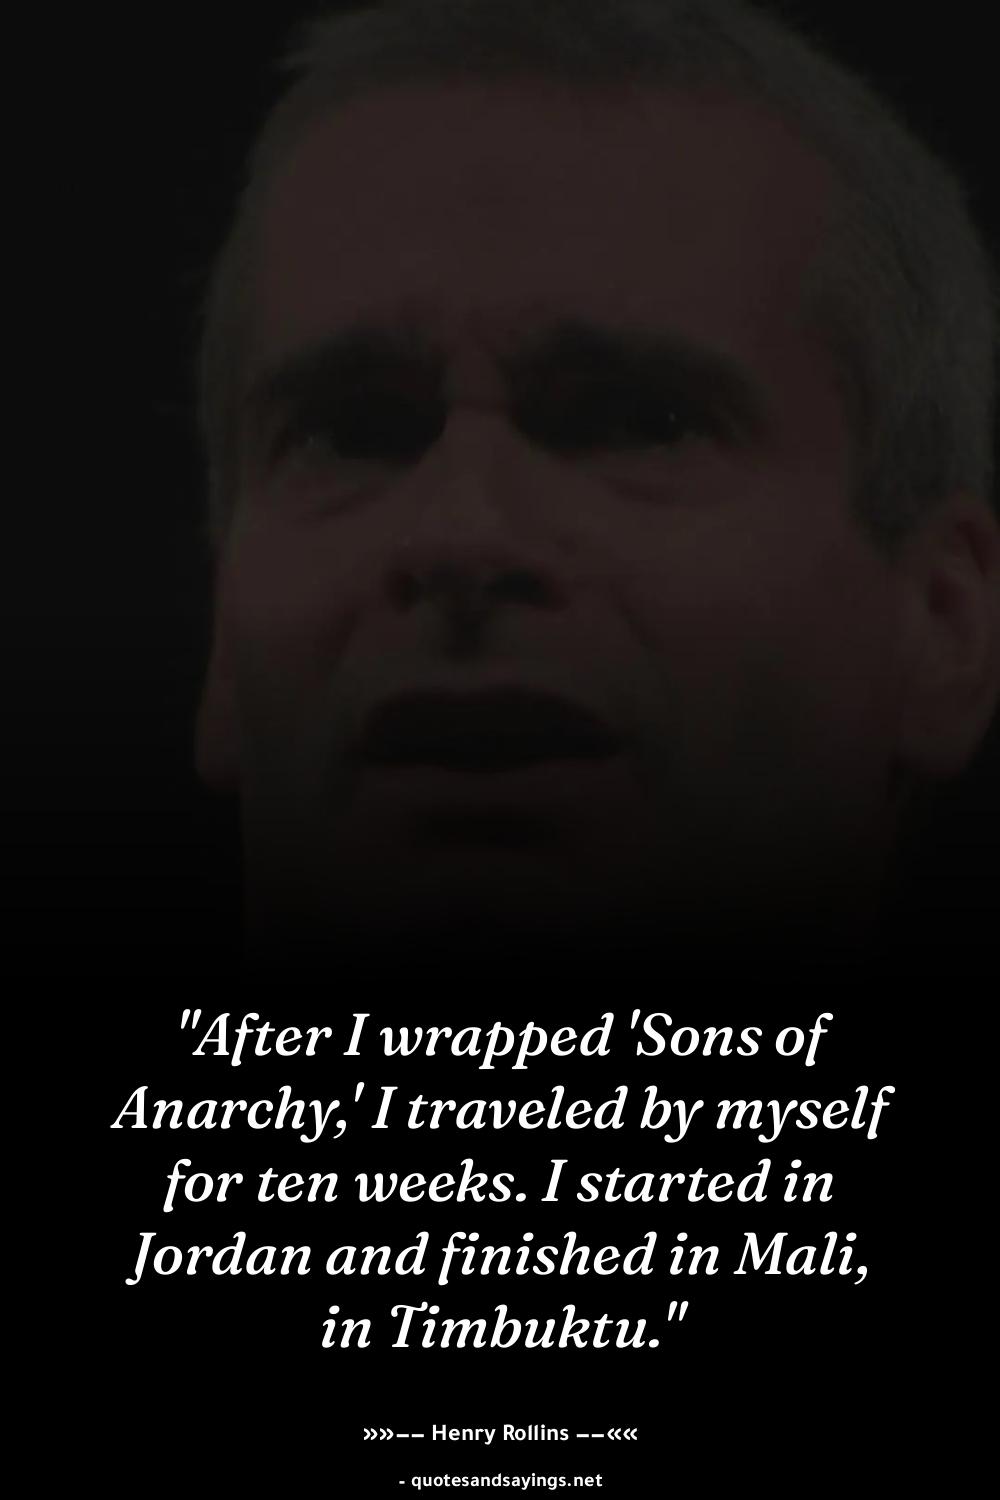 "After I wrapped 'Sons of
Anarchy,' I traveled by myself
for ten weeks. I started in
Jordan and finished in Mali,
in Timbuktu."
»»−− Henry Rollins −−««
- quotesandsayings.net